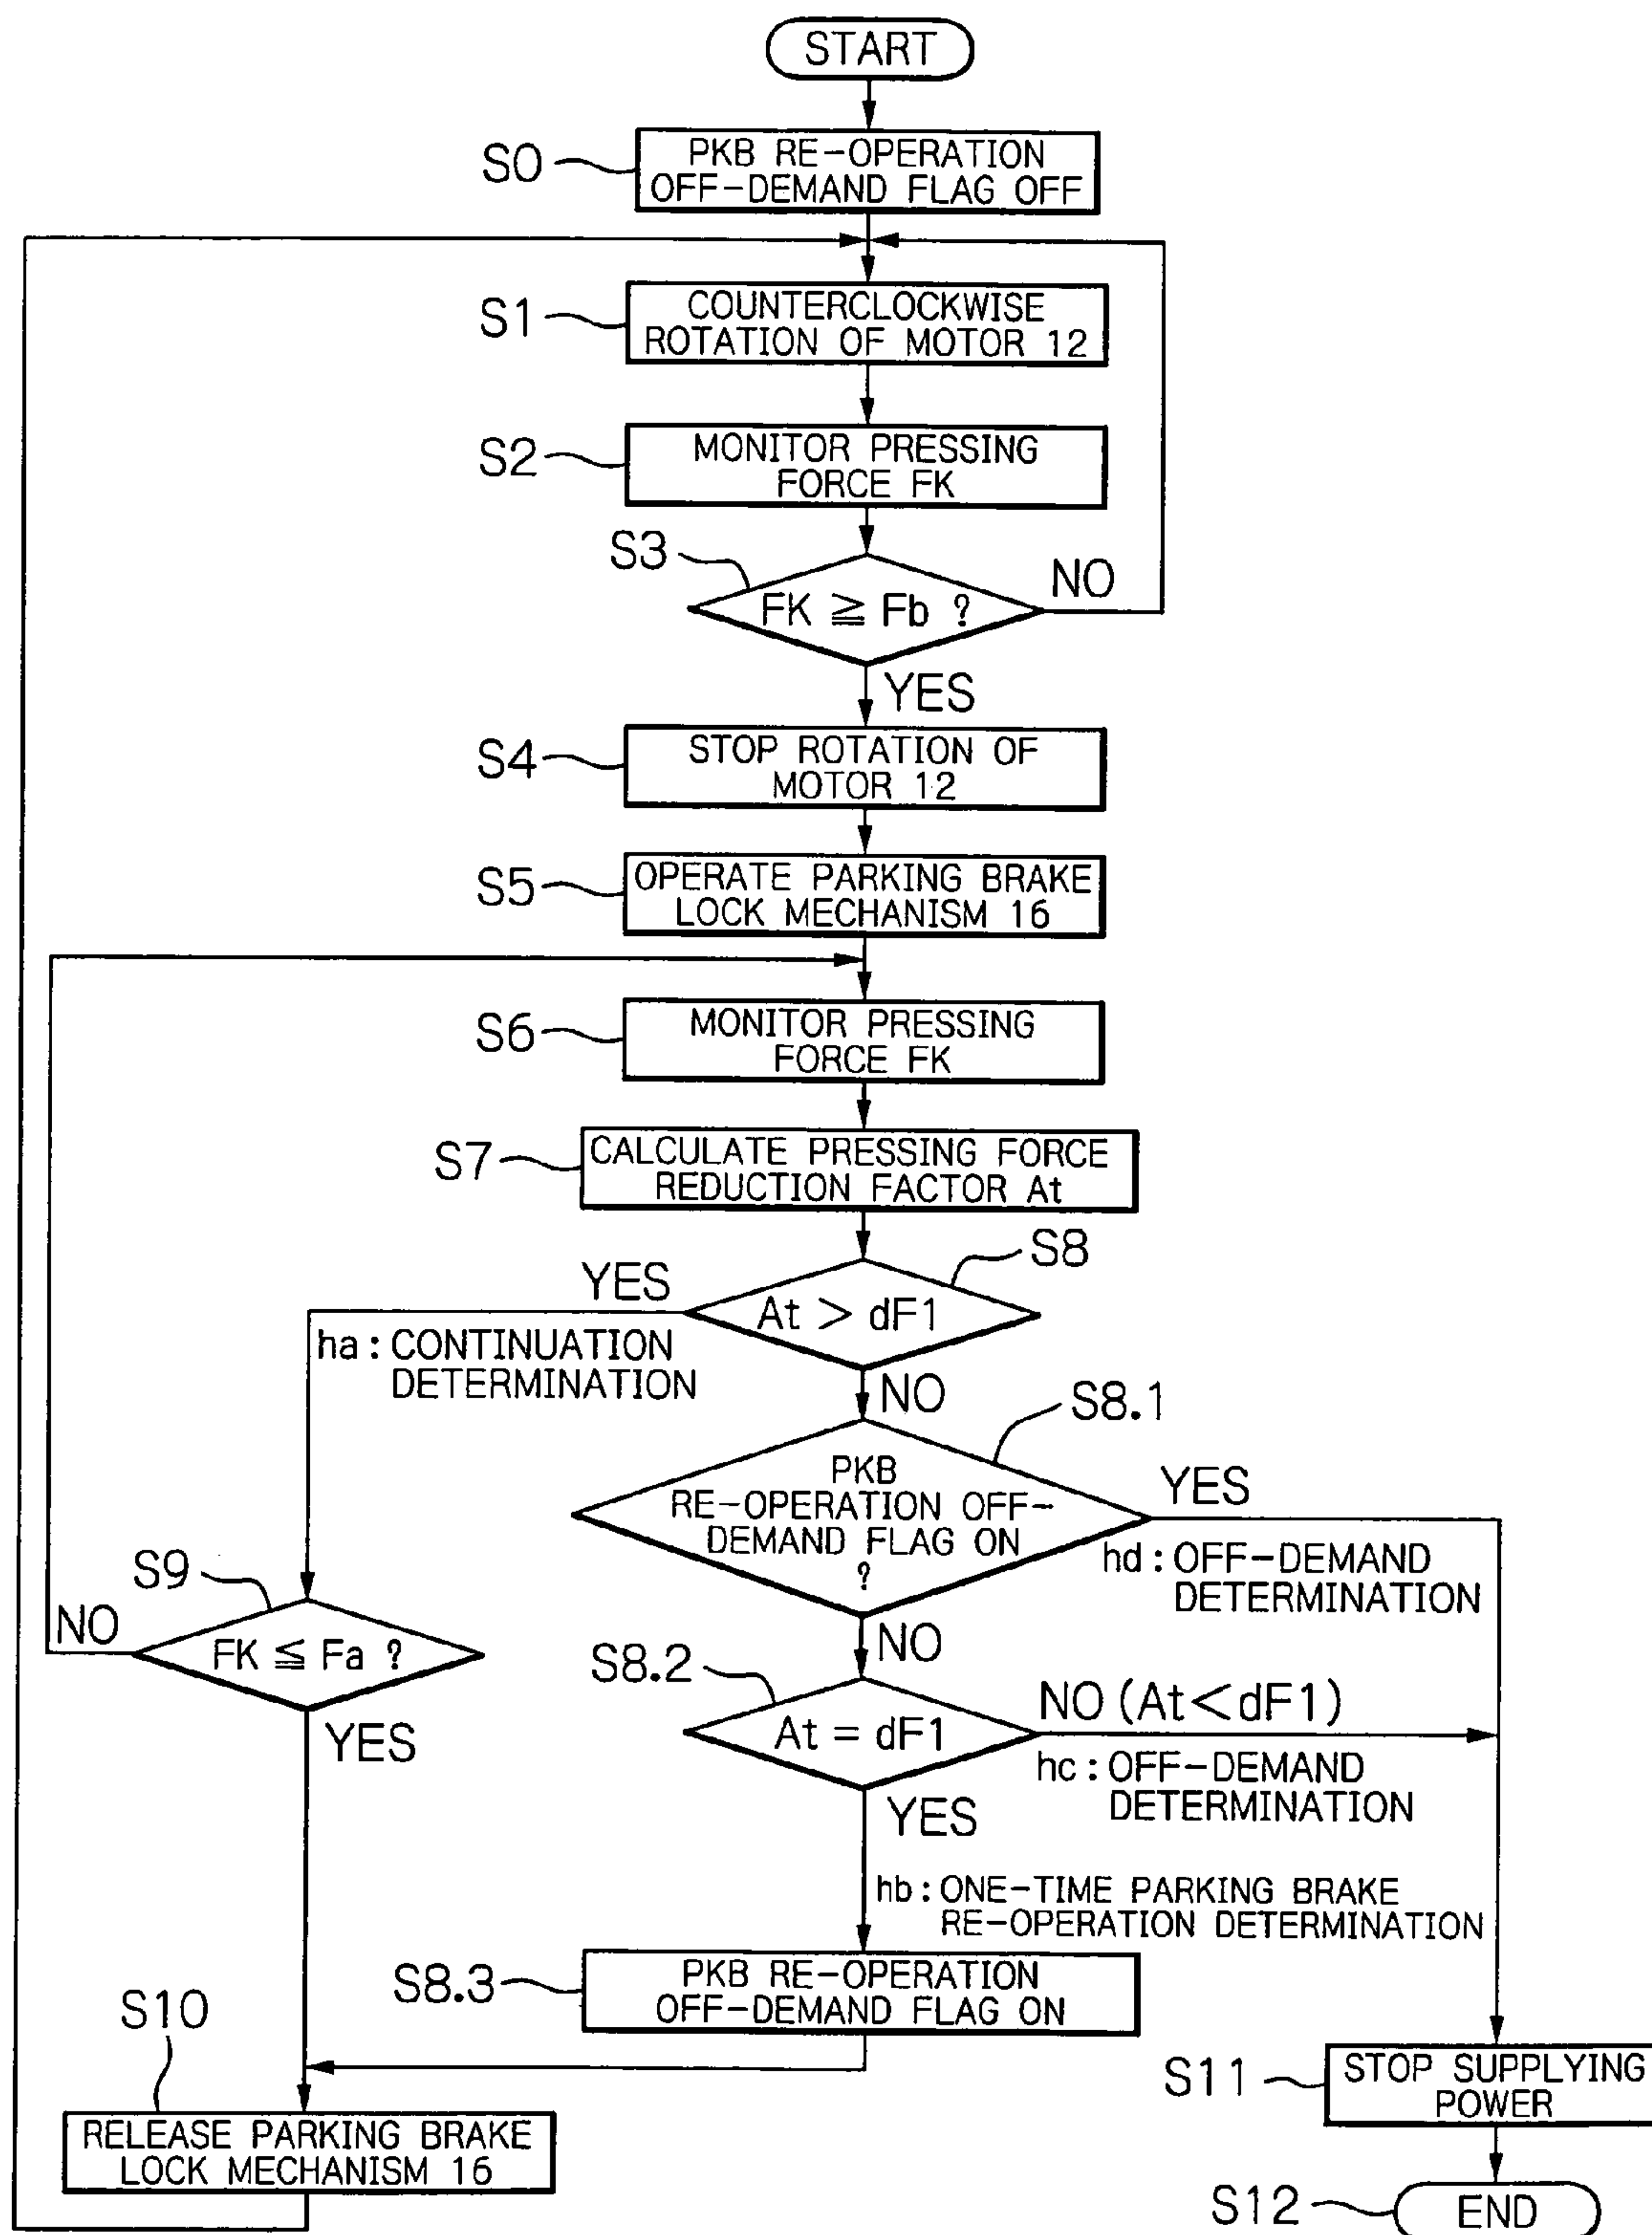 START
S0
PKB RE-OPERATION
OFF-DEMAND FLAG OFF
S1
COUNTERCLOCKWISE
ROTATION OF MOTOR 12
S2
MONITOR PRESSING
FORCE FK
S3
FK ≧ Fb ?
NO
YES
S4
STOP ROTATION OF
MOTOR 12
S5
OPERATE PARKING BRAKE
LOCK MECHANISM 16
S6
MONITOR PRESSING
FORCE FK
S7
CALCULATE PRESSING FORCE
REDUCTION FACTOR At
S8
YES
At > dF1
ha : CONTINUATION
DETERMINATION
NO
S8.1
PKB
RE-OPERATION OFF-
DEMAND FLAG ON
?
YES
hd : OFF-DEMAND
DETERMINATION
S9
NO
FK ≦ Fa ?
YES
NO
S8.2
At = dF1
NO (At<dF1)
hc : OFF-DEMAND
DETERMINATION
YES
hb : ONE-TIME PARKING BRAKE
RE-OPERATION DETERMINATION
S8.3
PKB RE-OPERATION
OFF-DEMAND FLAG ON
S10
RELEASE PARKING BRAKE
LOCK MECHANISM 16
S11
STOP SUPPLYING
POWER
S12
END